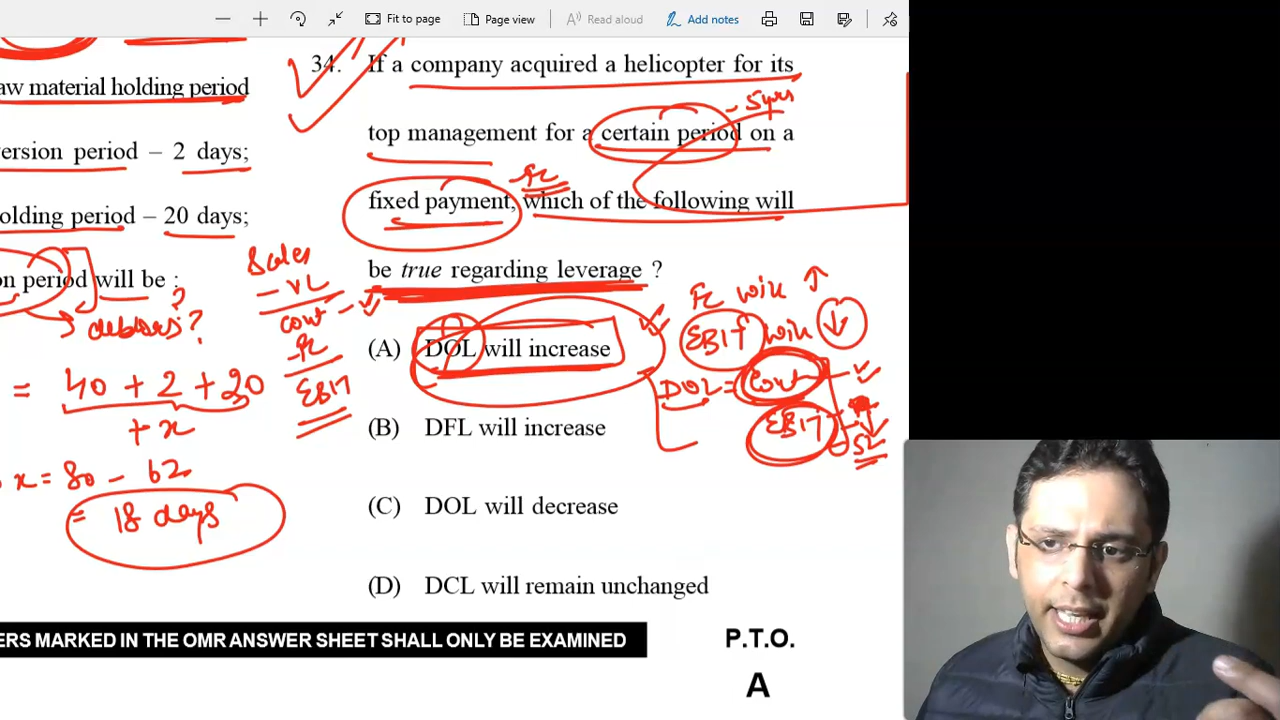 Fit to page
Page view
Read aloud
Add notes
aw material holding period
ersion period – 2 days;
olding period – 20 days;
on period will be :
debtors?
= 40 + 2 + 20
+ x
x = 80 - 62
= 18 days
Sales
- VC
Cont
- FC
EBIT
34. If a company acquired a helicopter for its
- 5 yrs
top management for a certain period on a
FC
fixed payment, which of the following will
be true regarding leverage ?
FC will ↑
EBIT will ↓
(A) DOL will increase
DOL = Cont
EBIT
(B) DFL will increase
(C) DOL will decrease
(D) DCL will remain unchanged
ERS MARKED IN THE OMR ANSWER SHEET SHALL ONLY BE EXAMINED
P.T.O.
A